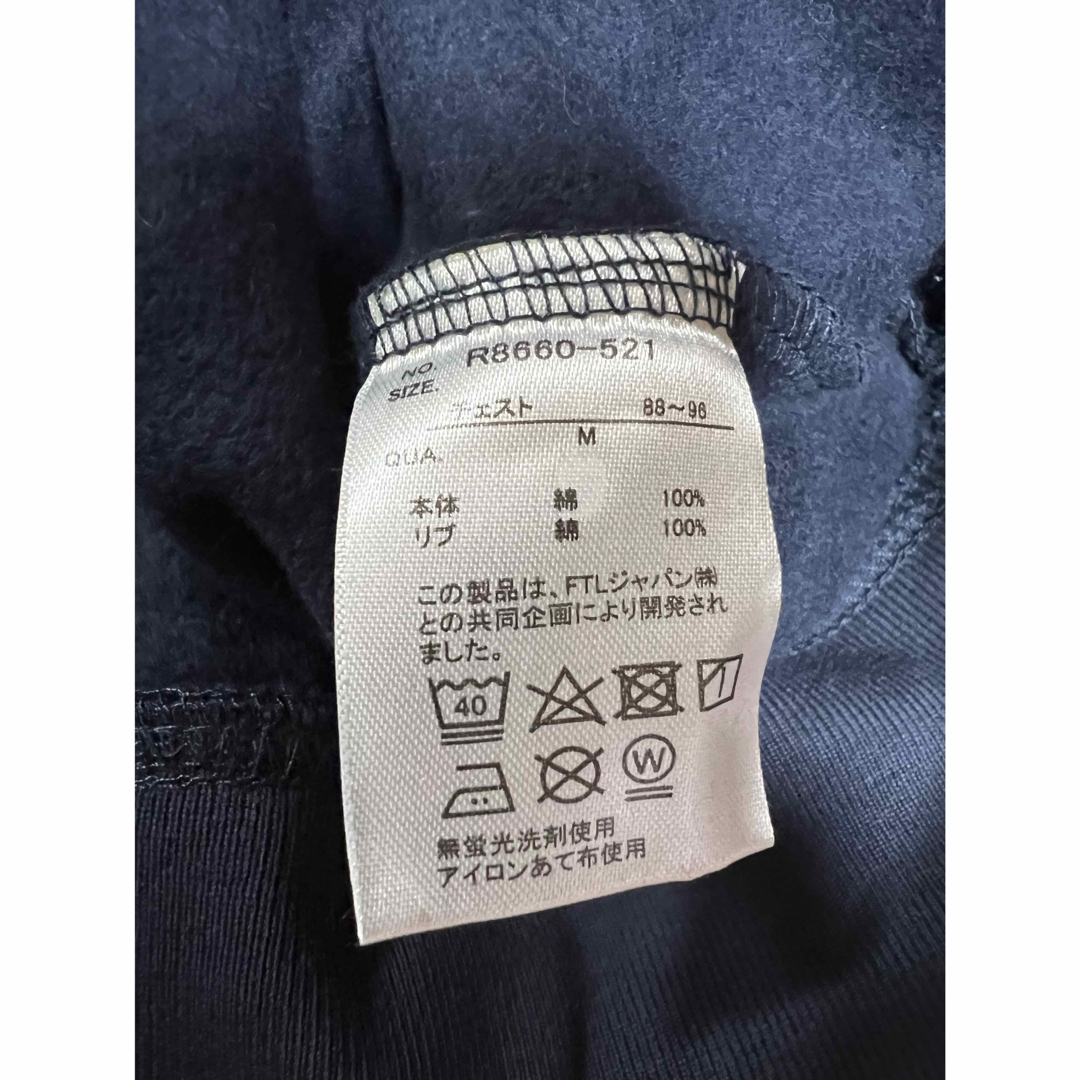 NO. R8660-521
SIZE.
チェスト 88～96
M
QUA.
本体 綿 100%
リブ 綿 100%
この製品は、FTLジャパン㈱
との共同企画により開発され
ました。
40
W
無蛍光洗剤使用
アイロンあて布使用